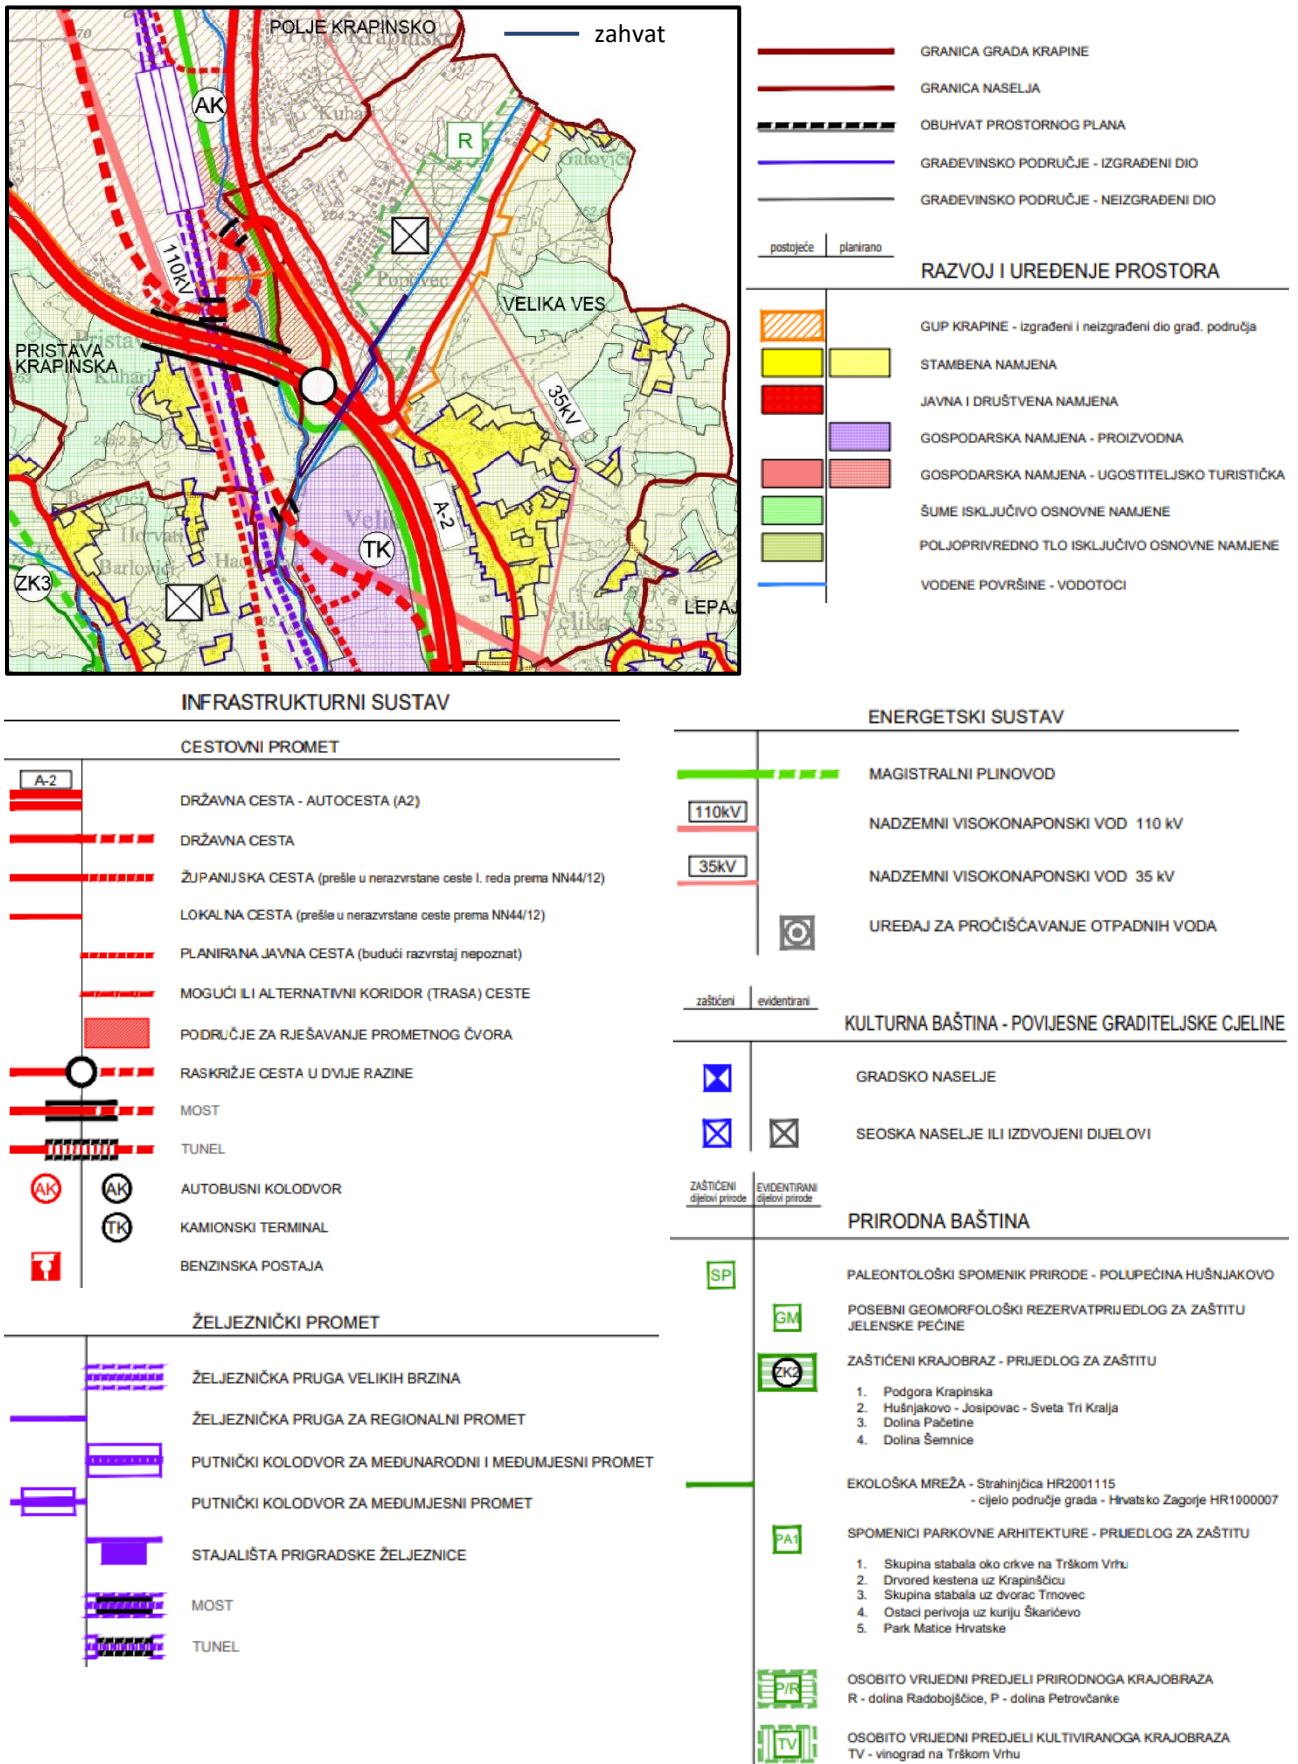 POLJE KRAPINSKO
zahvat
AK
Kuhar
R
Galovići
204.3
110kV
Popovec
VELIKA VES
PRISTAVA
KRAPINSKA
Kuhari
35kV
A-2
TK
ZK3
Horvati
Barlovići
LEPAJ
Velika Ves
GRANICA GRADA KRAPINE
GRANICA NASELJA
OBUHVAT PROSTORNOG PLANA
GRAĐEVINSKO PODRUČJE - IZGRAĐENI DIO
GRAĐEVINSKO PODRUČJE - NEIZGRAĐENI DIO
postojeće planirano
RAZVOJ I UREĐENJE PROSTORA
GUP KRAPINE - izgrađeni i neizgrađeni dio građ. područja
STAMBENA NAMJENA
JAVNA I DRUŠTVENA NAMJENA
GOSPODARSKA NAMJENA - PROIZVODNA
GOSPODARSKA NAMJENA - UGOSTITELJSKO TURISTIČKA
ŠUME ISKLJUČIVO OSNOVNE NAMJENE
POLJOPRIVREDNO TLO ISKLJUČIVO OSNOVNE NAMJENE
VODENE POVRŠINE - VODOTOCI
INFRASTRUKTURNI SUSTAV
CESTOVNI PROMET
A-2
DRŽAVNA CESTA - AUTOCESTA (A2)
DRŽAVNA CESTA
ŽUPANIJSKA CESTA (prešle u nerazvrstane ceste I. reda prema NN44/12)
LOKALNA CESTA (prešle u nerazvrstane ceste prema NN44/12)
PLANIRANA JAVNA CESTA (budući razvrstaj nepoznat)
MOGUĆI ILI ALTERNATIVNI KORIDOR (TRASA) CESTE
PODRUČJE ZA RJEŠAVANJE PROMETNOG ČVORA
RASKRIŽJE CESTA U DVIJE RAZINE
MOST
TUNEL
AK AK AUTOBUSNI KOLODVOR
TK KAMIONSKI TERMINAL
BENZINSKA POSTAJA
ŽELJEZNIČKI PROMET
ŽELJEZNIČKA PRUGA VELIKIH BRZINA
ŽELJEZNIČKA PRUGA ZA REGIONALNI PROMET
PUTNIČKI KOLODVOR ZA MEĐUNARODNI I MEĐUMJESNI PROMET
PUTNIČKI KOLODVOR ZA MEĐUMJESNI PROMET
STAJALIŠTA PRIGRADSKE ŽELJEZNICE
MOST
TUNEL
ENERGETSKI SUSTAV
MAGISTRALNI PLINOVOD
110kV
NADZEMNI VISOKONAPONSKI VOD 110 kV
35kV
NADZEMNI VISOKONAPONSKI VOD 35 kV
UREĐAJ ZA PROČIŠĆAVANJE OTPADNIH VODA
zaštićeni evidentirani
KULTURNA BAŠTINA - POVIJESNE GRADITELJSKE CJELINE
GRADSKO NASELJE
SEOSKA NASELJE ILI IZDVOJENI DIJELOVI
ZAŠTIĆENI EVIDENTIRANI
dijelovi prirode dijelovi prirode
PRIRODNA BAŠTINA
SP PALEONTOLOŠKI SPOMENIK PRIRODE - POLUPEĆINA HUŠNJAKOVO
GM POSEBNI GEOMORFOLOŠKI REZERVATPRIJEDLOG ZA ZAŠTITU
JELENSKE PEĆINE
ZK2 ZAŠTIĆENI KRAJOBRAZ - PRIJEDLOG ZA ZAŠTITU
1. Podgora Krapinska
2. Hušnjakovo - Josipovac - Sveta Tri Kralja
3. Dolina Pačetine
4. Dolina Šemnice
EKOLOŠKA MREŽA - Strahinjčica HR2001115
- cijelo područje grada - Hrvatsko Zagorje HR1000007
PA1 SPOMENICI PARKOVNE ARHITEKTURE - PRIJEDLOG ZA ZAŠTITU
1. Skupina stabala oko crkve na Trškom Vrhu
2. Drvored kestena uz Krapinščicu
3. Skupina stabala uz dvorac Trnovec
4. Ostaci perivoja uz kuriju Škarićevo
5. Park Matice Hrvatske
P/R OSOBITO VRIJEDNI PREDJELI PRIRODNOGA KRAJOBRAZA
R - dolina Radobojščice, P - dolina Petrovčanke
TV OSOBITO VRIJEDNI PREDJELI KULTIVIRANOGA KRAJOBRAZA
TV - vinograd na Trškom Vrhu